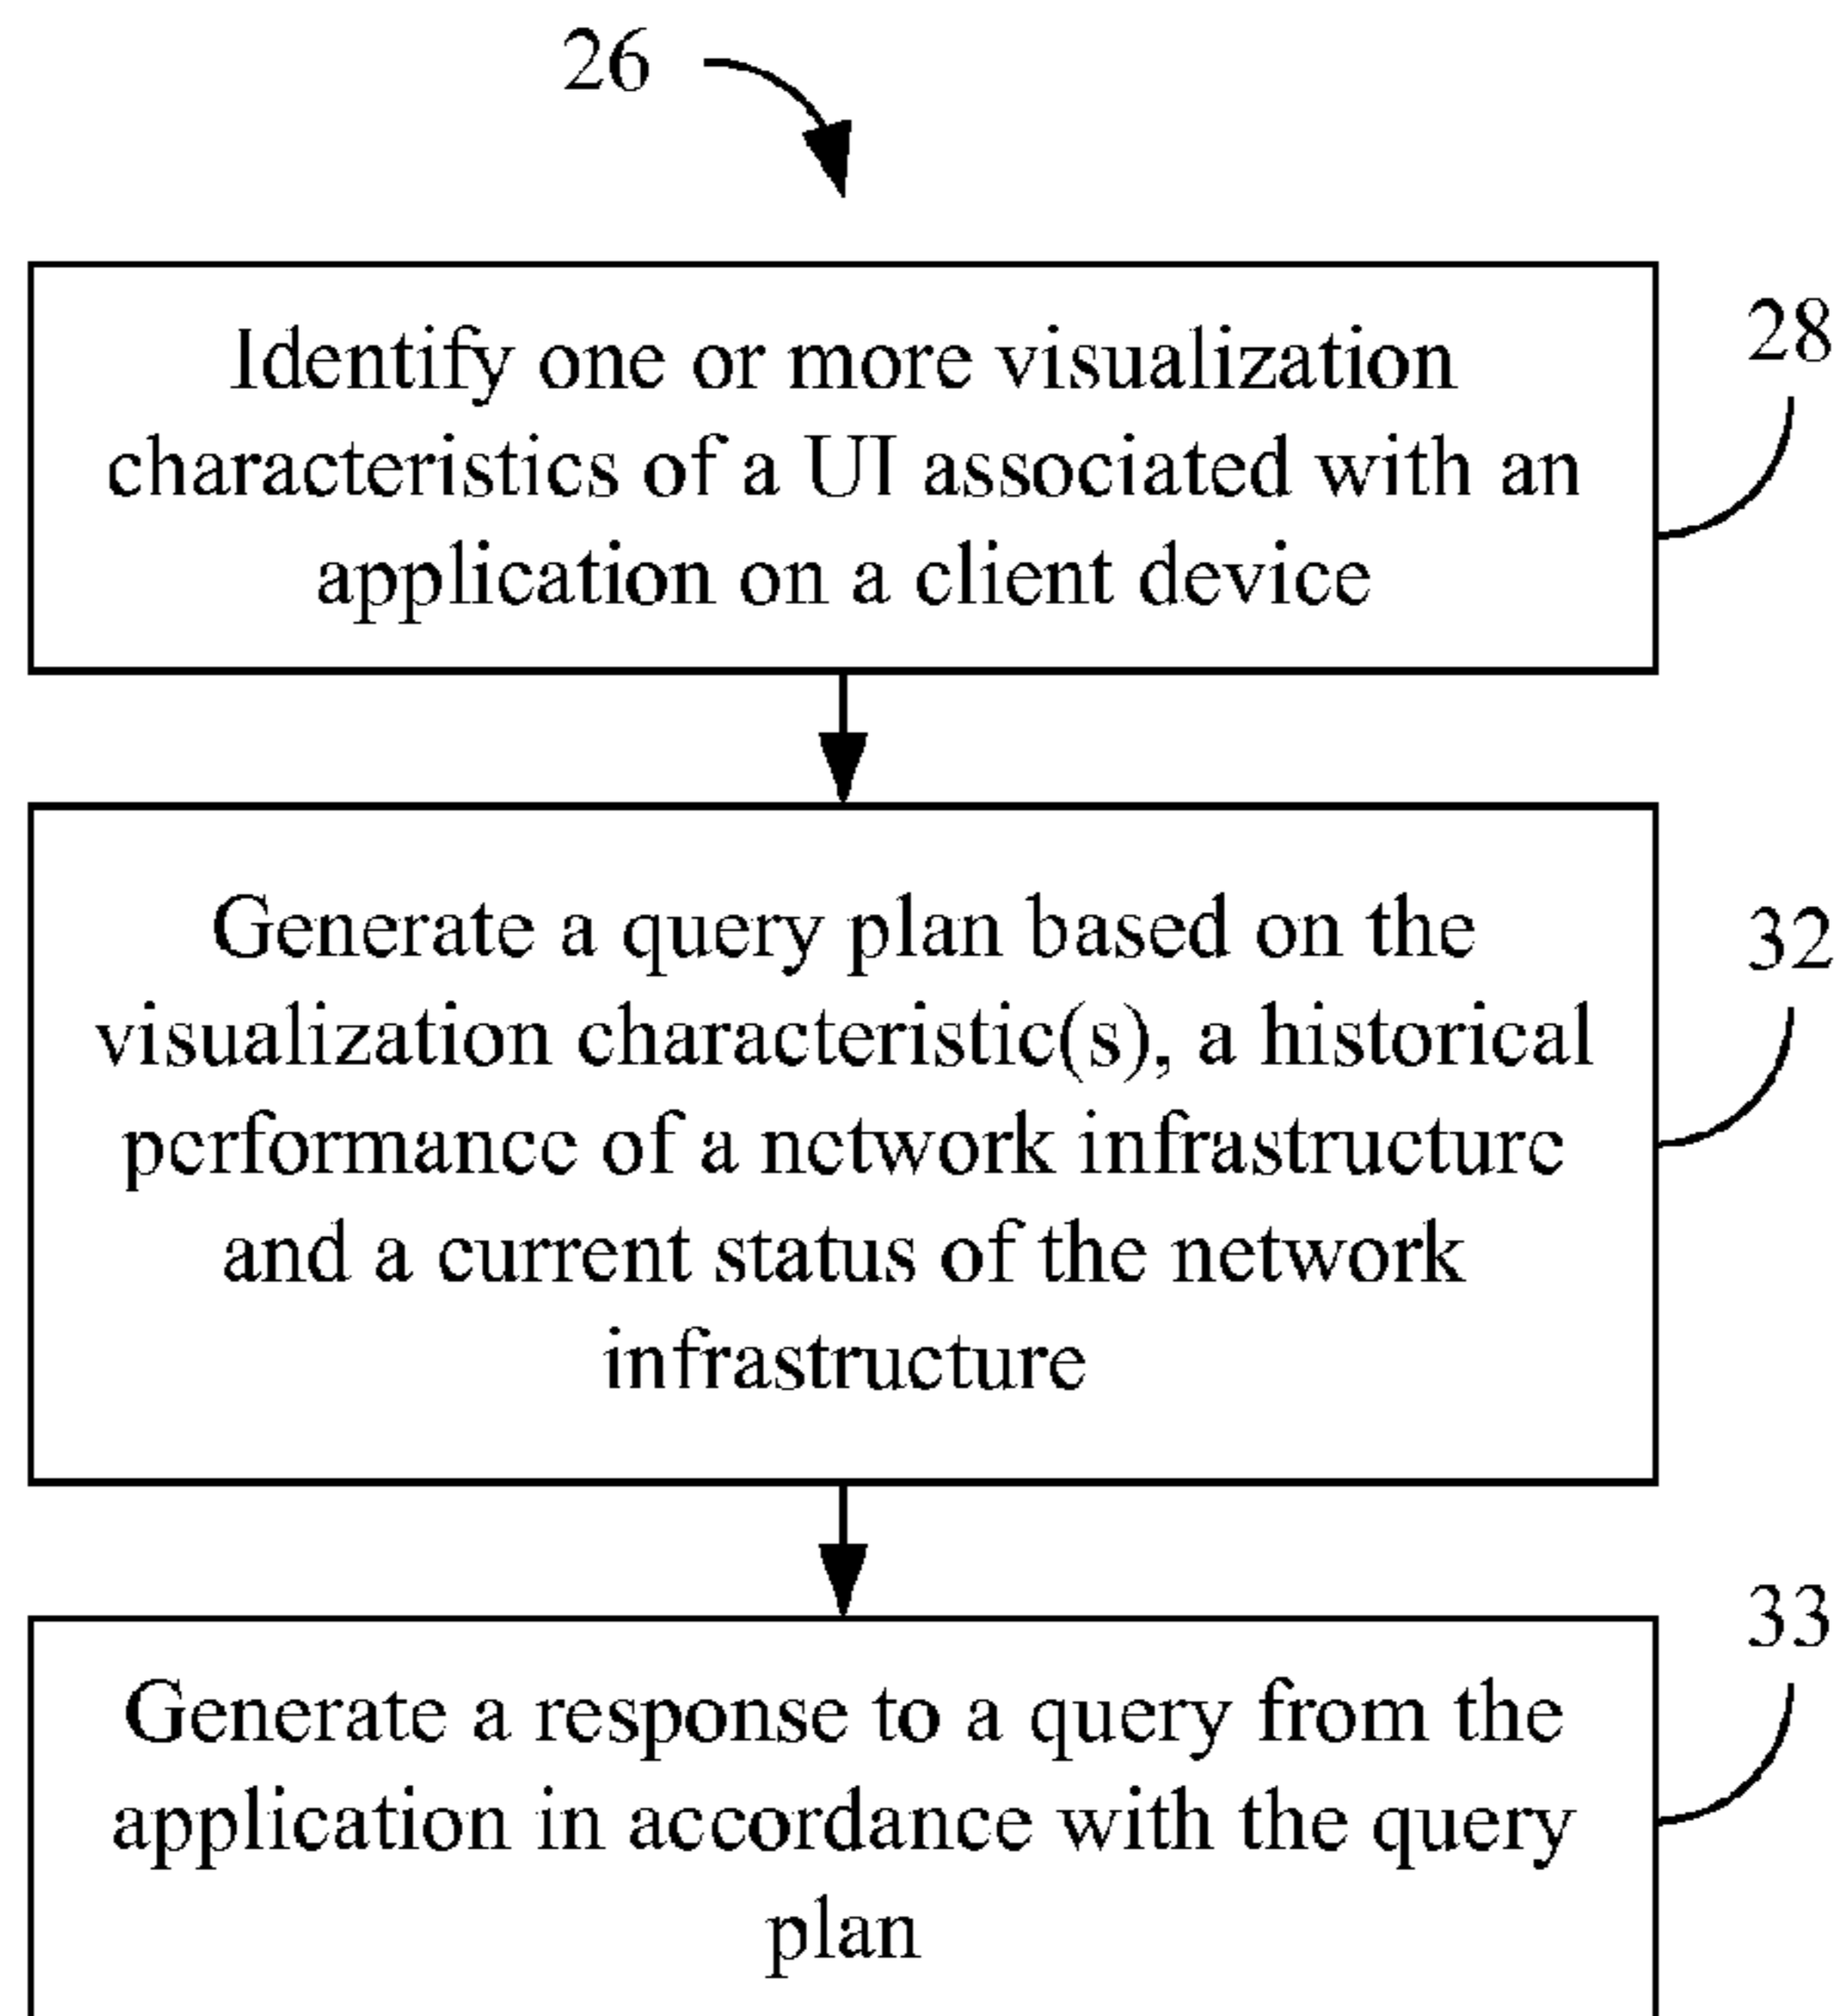 26
Identify one or more visualization
characteristics of a UI associated with an
application on a client device
28
Generate a query plan based on the
visualization characteristic(s), a historical
performance of a network infrastructure
and a current status of the network
infrastructure
32
Generate a response to a query from the
application in accordance with the query
plan
33